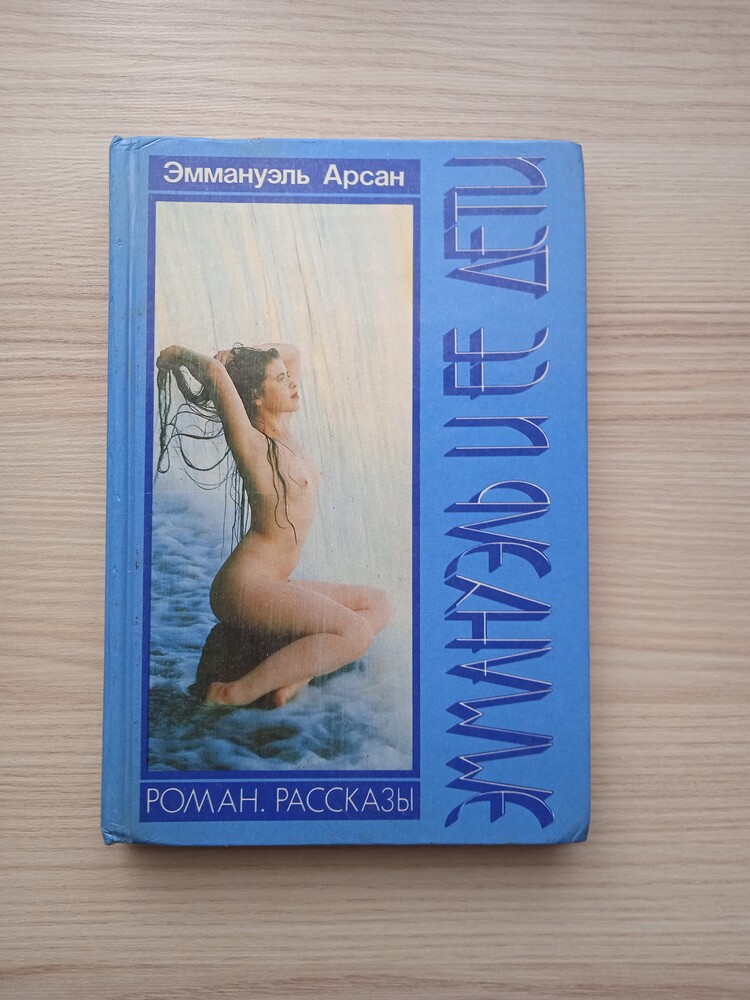 Эммануэль Арсан
ЭММАНУЭЛЬ И ЕЕ ДЕТИ
РОМАН. РАССКАЗЫ